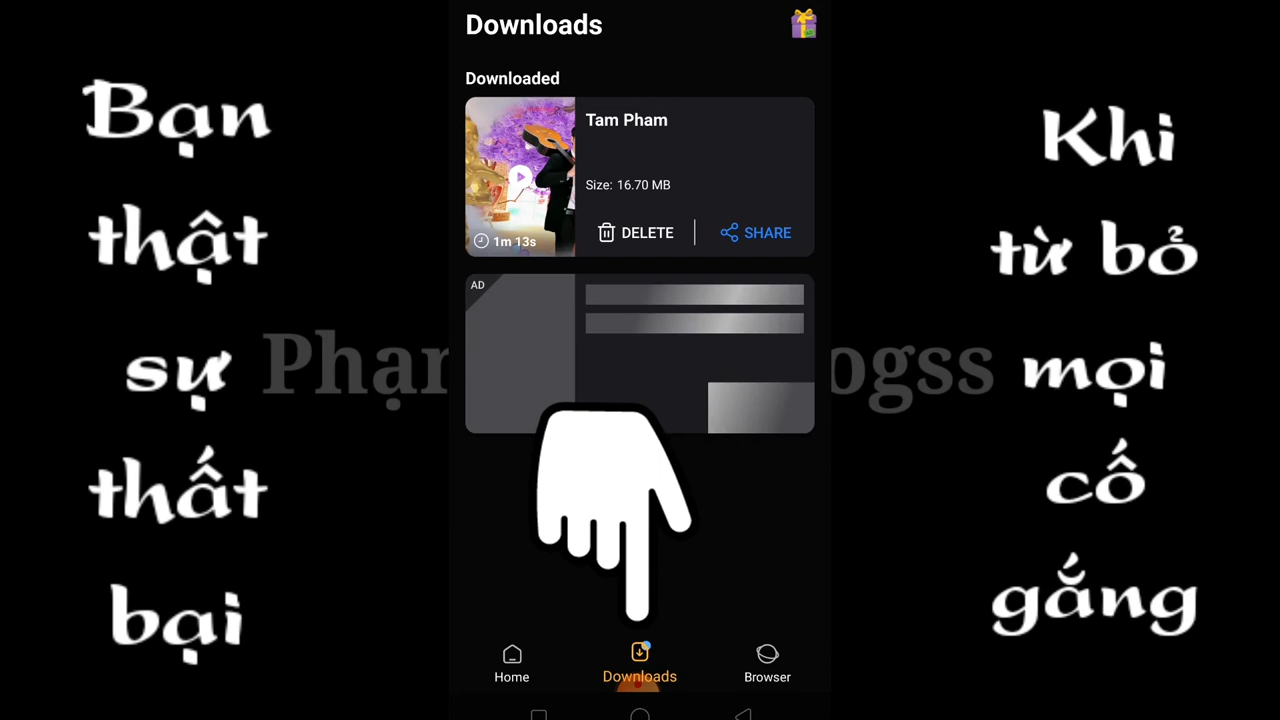 Bạn
thật
sự
thất
bại
Downloads
Downloaded
Tam Pham
Size: 16.70 MB
1m 13s
DELETE
SHARE
AD
Home
Downloads
Browser
Khi
từ bỏ
mọi
cố
gắng